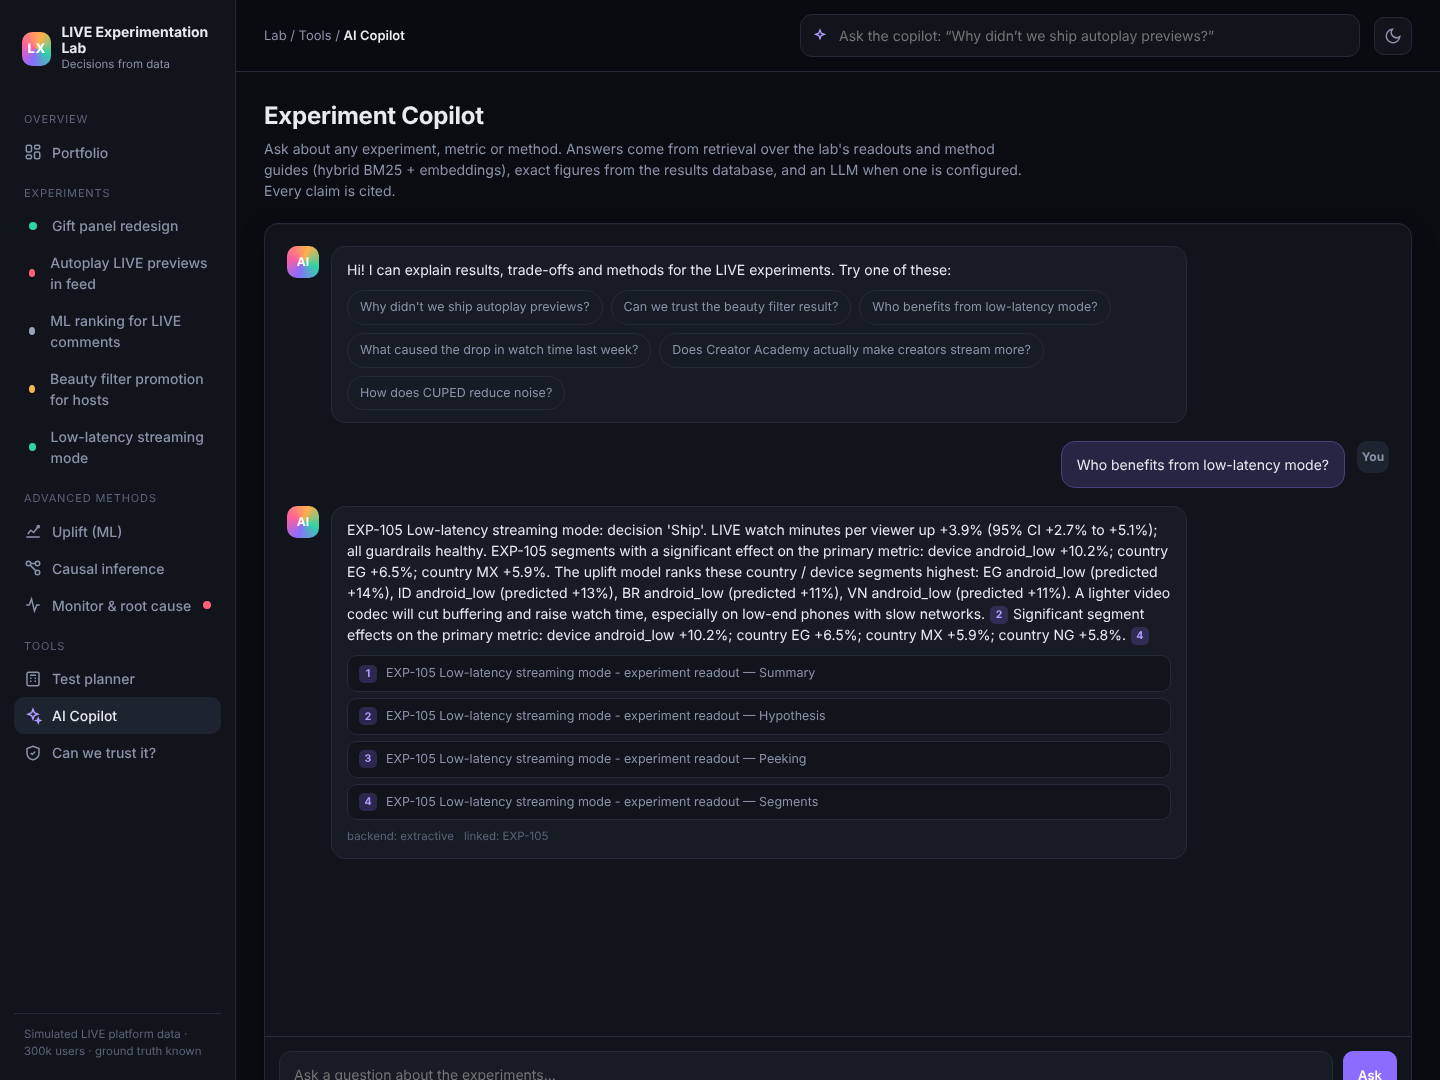 LX
LIVE Experimentation
Lab
Decisions from data
OVERVIEW
Portfolio
EXPERIMENTS
Gift panel redesign
Autoplay LIVE previews
in feed
ML ranking for LIVE
comments
Beauty filter promotion
for hosts
Low-latency streaming
mode
ADVANCED METHODS
Uplift (ML)
Causal inference
Monitor & root cause
TOOLS
Test planner
AI Copilot
Can we trust it?
Simulated LIVE platform data ·
300k users · ground truth known
Lab / Tools / AI Copilot
Ask the copilot: “Why didn’t we ship autoplay previews?”
Experiment Copilot
Ask about any experiment, metric or method. Answers come from retrieval over the lab's readouts and method
guides (hybrid BM25 + embeddings), exact figures from the results database, and an LLM when one is configured.
Every claim is cited.
AI
Hi! I can explain results, trade-offs and methods for the LIVE experiments. Try one of these:
Why didn't we ship autoplay previews?
Can we trust the beauty filter result?
Who benefits from low-latency mode?
What caused the drop in watch time last week?
Does Creator Academy actually make creators stream more?
How does CUPED reduce noise?
Who benefits from low-latency mode?
You
AI
EXP-105 Low-latency streaming mode: decision 'Ship'. LIVE watch minutes per viewer up +3.9% (95% CI +2.7% to +5.1%);
all guardrails healthy. EXP-105 segments with a significant effect on the primary metric: device android_low +10.2%; country
EG +6.5%; country MX +5.9%. The uplift model ranks these country / device segments highest: EG android_low (predicted
+14%), ID android_low (predicted +13%), BR android_low (predicted +11%), VN android_low (predicted +11%). A lighter video
codec will cut buffering and raise watch time, especially on low-end phones with slow networks. 2 Significant segment
effects on the primary metric: device android_low +10.2%; country EG +6.5%; country MX +5.9%; country NG +5.8%. 4
1 EXP-105 Low-latency streaming mode - experiment readout — Summary
2 EXP-105 Low-latency streaming mode - experiment readout — Hypothesis
3 EXP-105 Low-latency streaming mode - experiment readout — Peeking
4 EXP-105 Low-latency streaming mode - experiment readout — Segments
backend: extractive linked: EXP-105
Ask a question about the experiments...
Ask